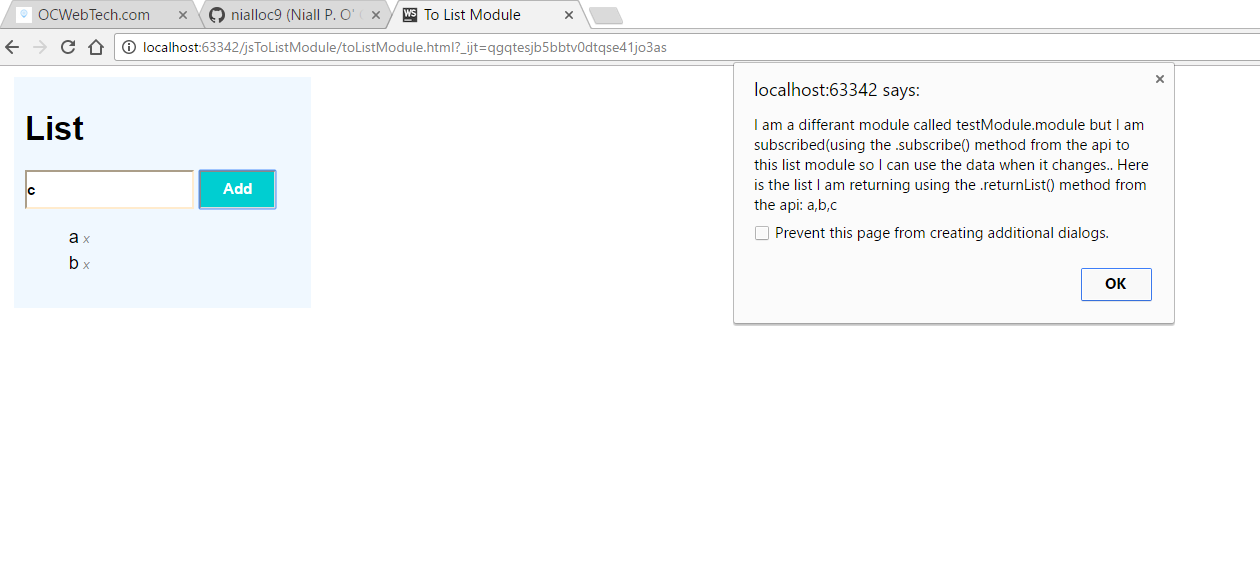 OCWebTech.com
nialloc9 (Niall P. O'
To List Module
localhost:63342/jsToListModule/toListModule.html?_ijt=qgqtesjb5bbtv0dtqse41jo3as
List
c Add
a x
b x
localhost:63342 says:
I am a differant module called testModule.module but I am
subscribed(using the .subscribe() method from the api to
this list module so I can use the data when it changes.. Here
is the list I am returning using the .returnList() method from
the api: a,b,c
Prevent this page from creating additional dialogs.
OK